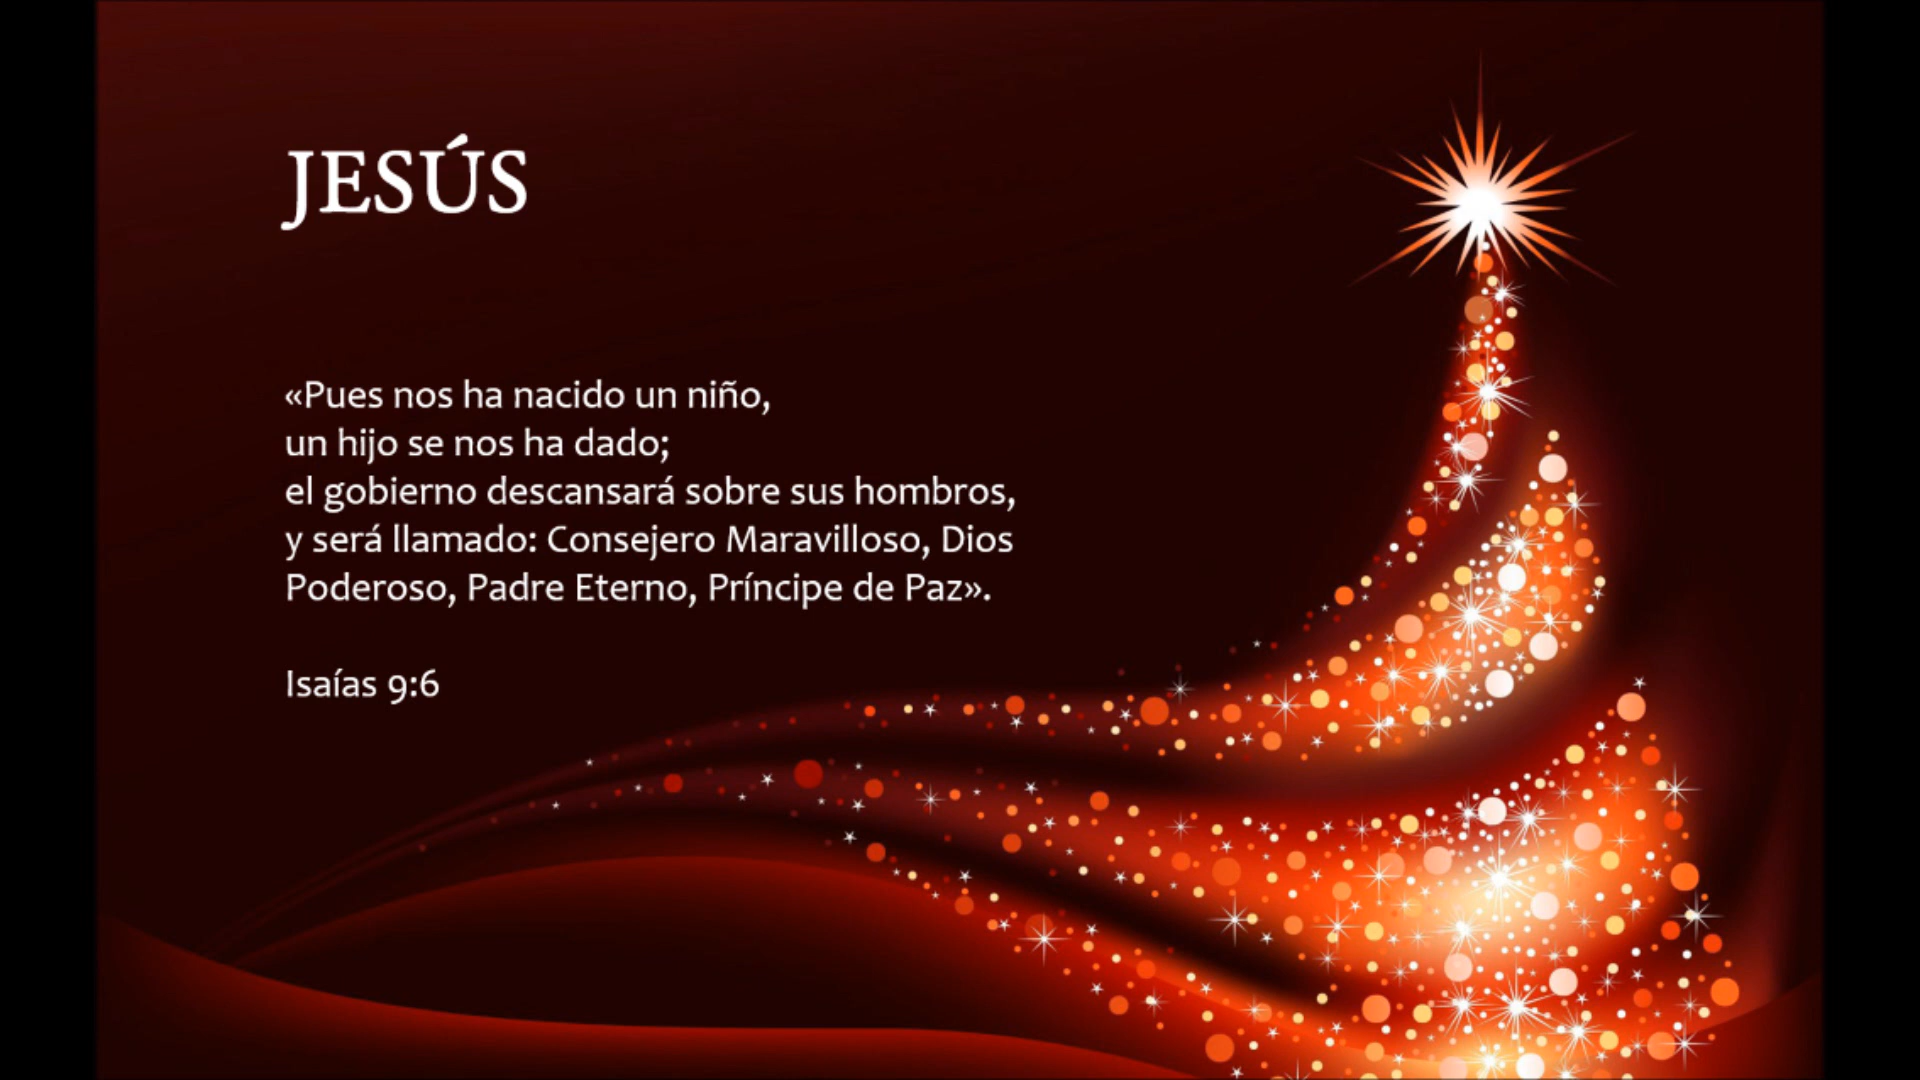 JESÚS
«Pues nos ha nacido un niño,
un hijo se nos ha dado;
el gobierno descansará sobre sus hombros,
y será llamado: Consejero Maravilloso, Dios
Poderoso, Padre Eterno, Príncipe de Paz».
Isaías 9:6